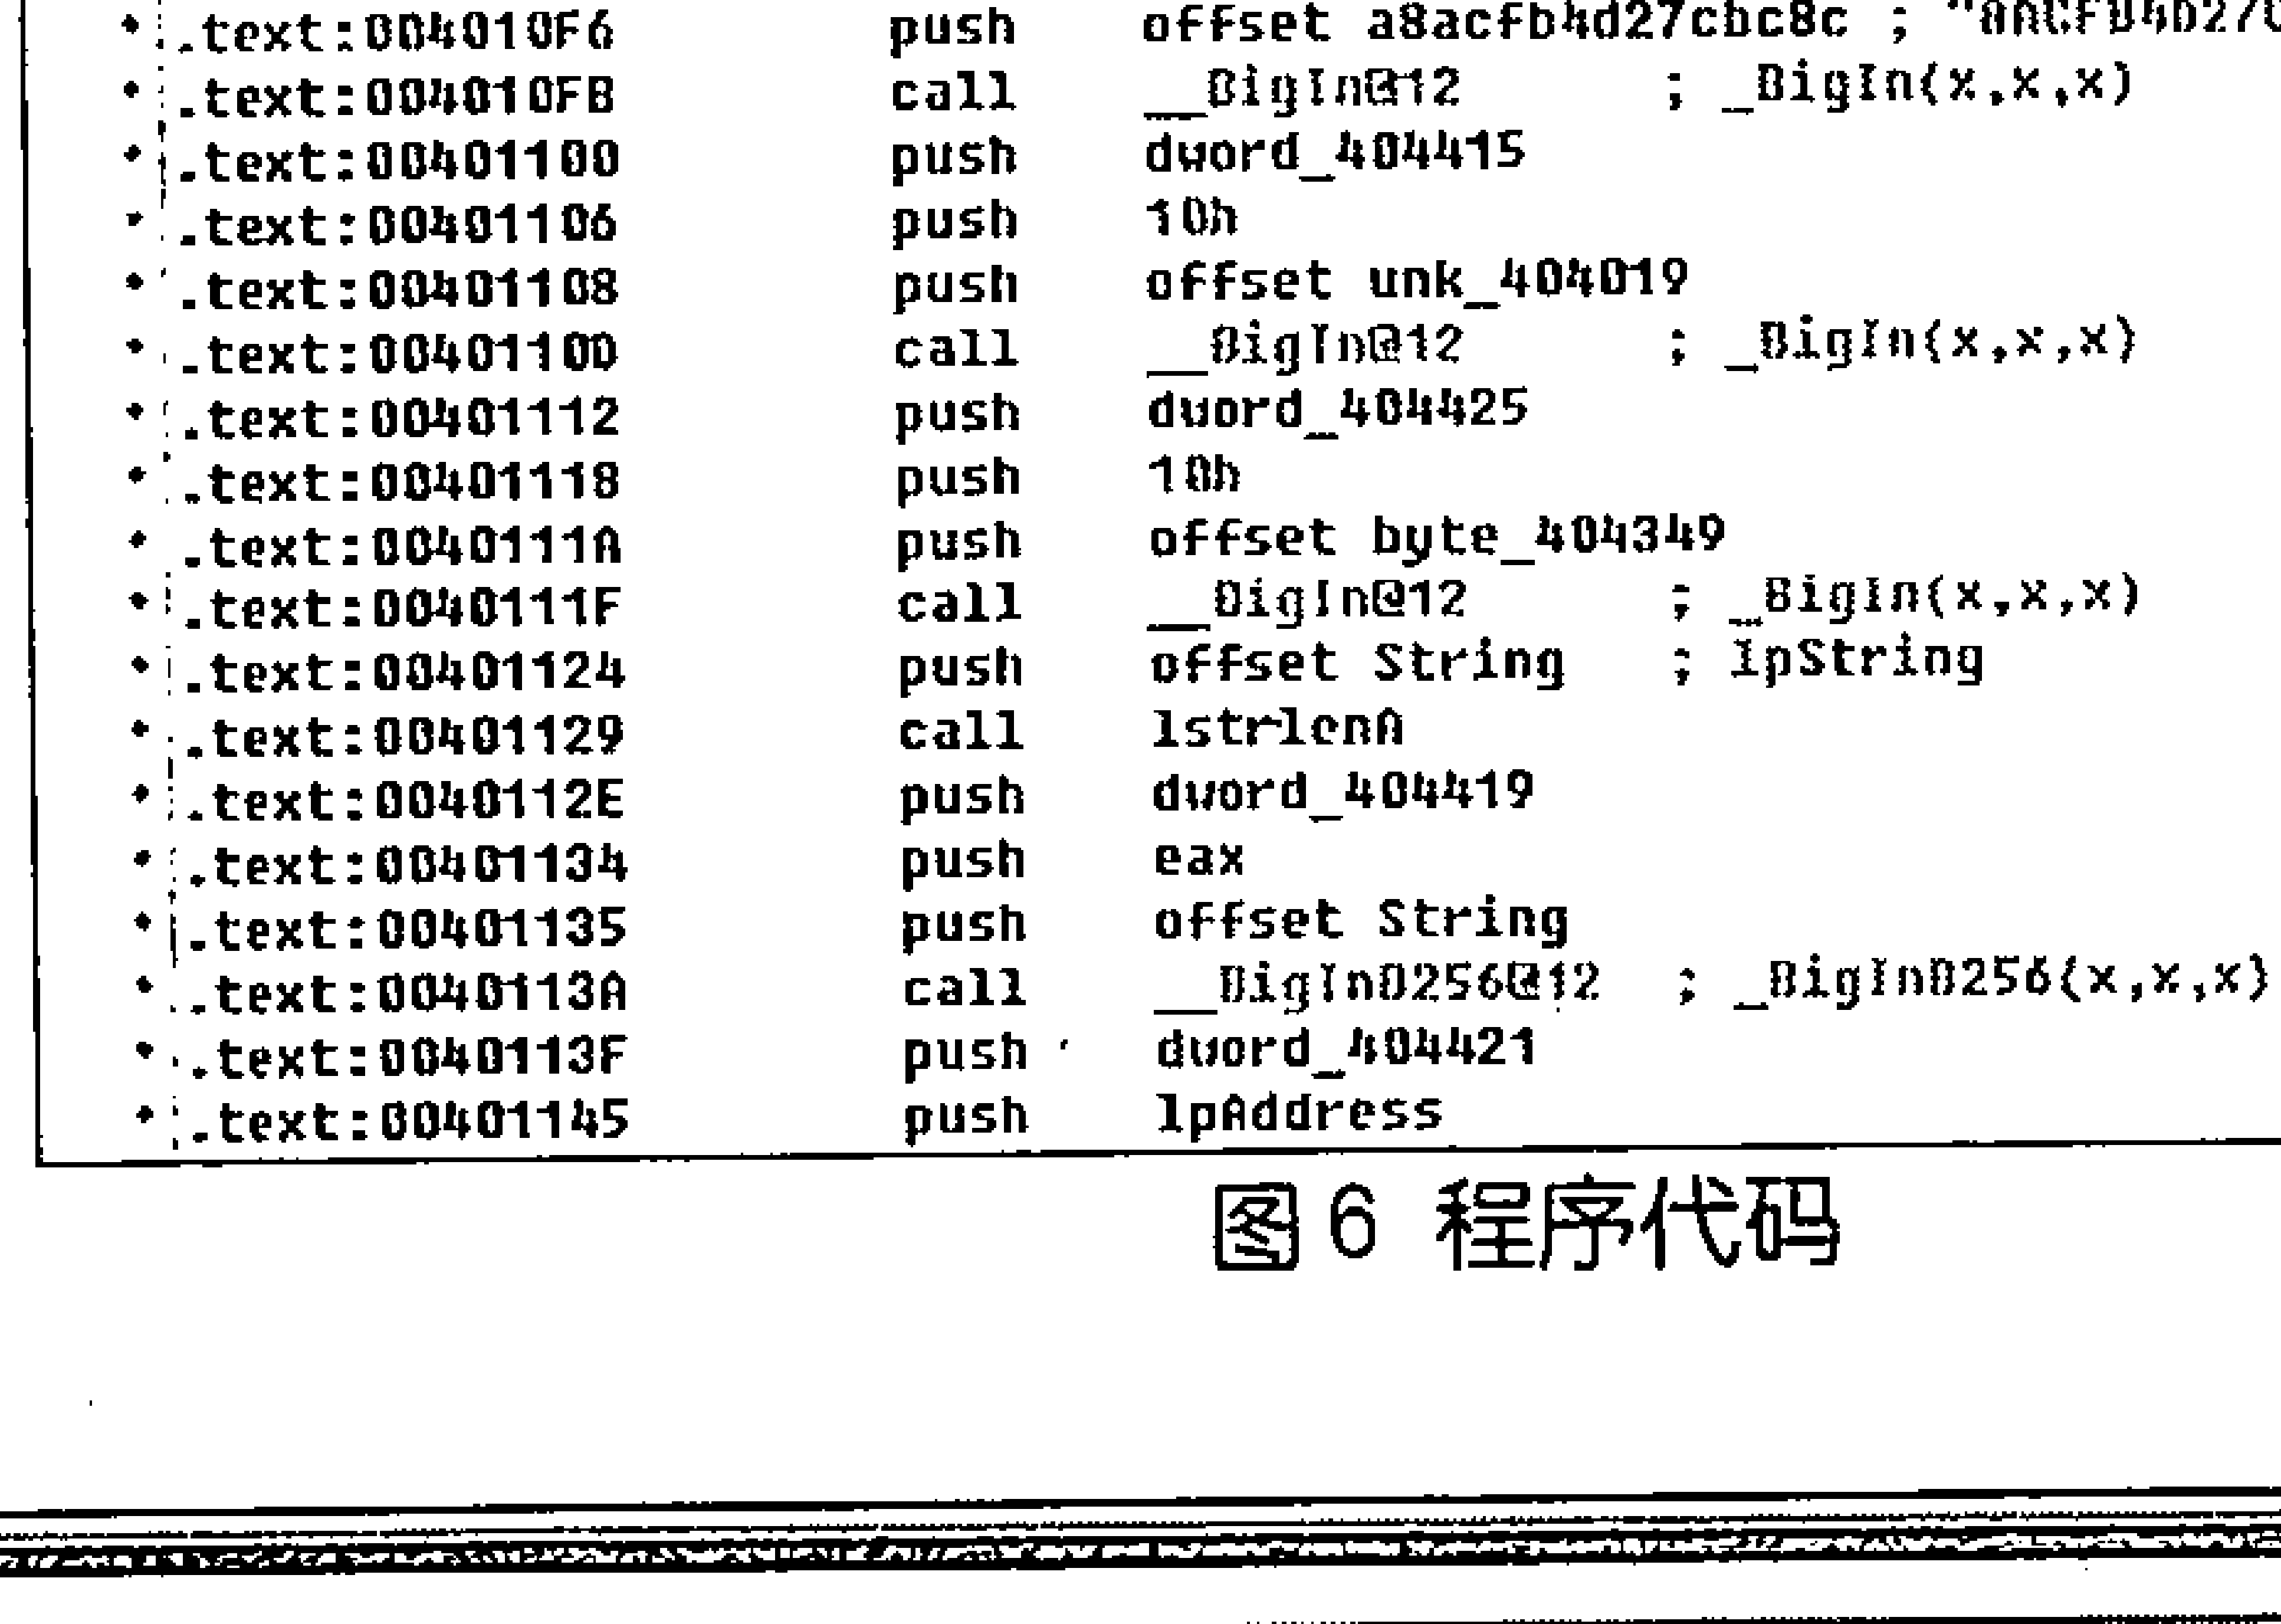 .text:004010F6 push offset a8acfb4d27cbc8c ; "8ACFB4D27C
.text:004010FB call __BigIn@12 ; _BigIn(x,x,x)
.text:00401100 push dword_404415
.text:00401106 push 10h
.text:00401108 push offset unk_404019
.text:0040110D call __BigIn@12 ; _BigIn(x,x,x)
.text:00401112 push dword_404425
.text:00401118 push 10h
.text:0040111A push offset byte_404349
.text:0040111F call __BigIn@12 ; _BigIn(x,x,x)
.text:00401124 push offset String ; lpString
.text:00401129 call lstrlenA
.text:0040112E push dword_404419
.text:00401134 push eax
.text:00401135 push offset String
.text:0040113A call __BigInB256@12 ; _BigInB256(x,x,x)
.text:0040113F push dword_404421
.text:00401145 push lpAddress
图 6 程序代码